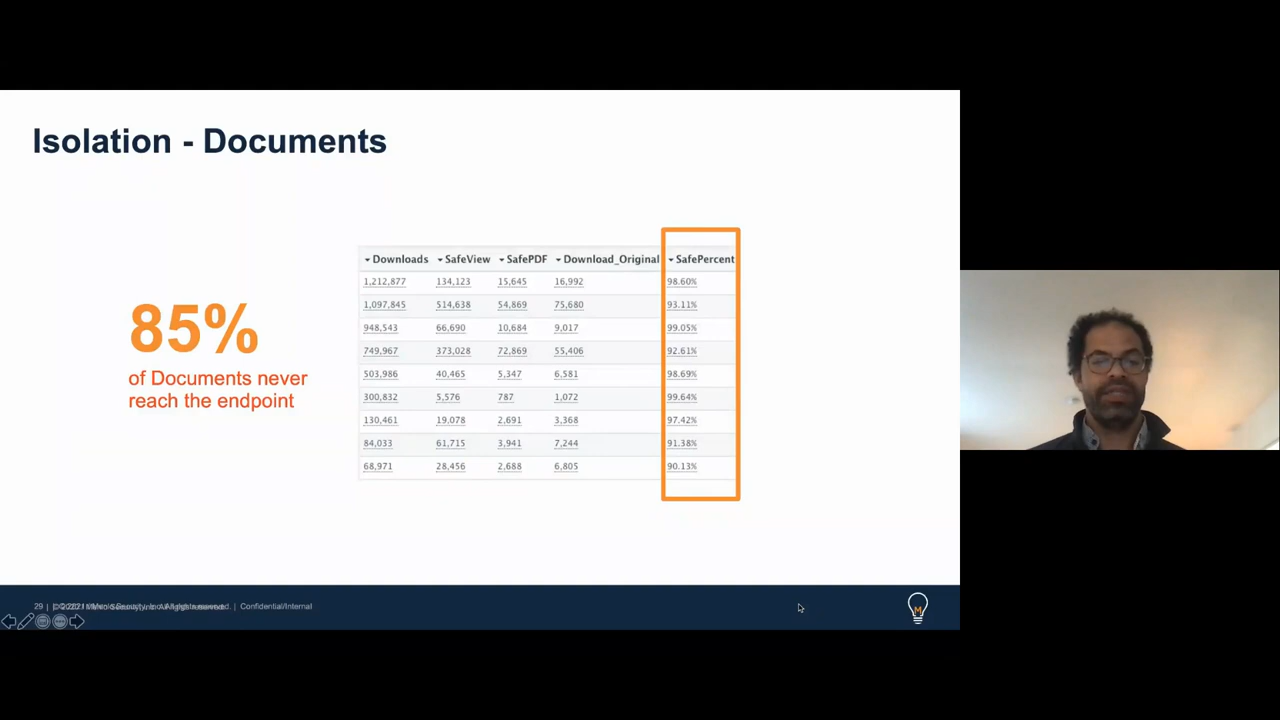 Isolation - Documents
85%
of Documents never
reach the endpoint
Downloads SafeView SafePDF Download_Original SafePercent
1,212,877 134,123 15,645 16,992 98.60%
1,097,845 514,638 54,869 75,680 93.11%
948,543 66,690 10,684 9,017 99.05%
749,967 373,028 72,869 55,406 92.61%
503,986 40,465 5,347 6,581 98.69%
300,832 5,576 787 1,072 99.64%
130,461 19,078 2,691 3,368 97.42%
84,033 61,715 3,941 7,244 91.38%
68,971 28,456 2,688 6,805 90.13%
29 | | Confidential/Internal
M